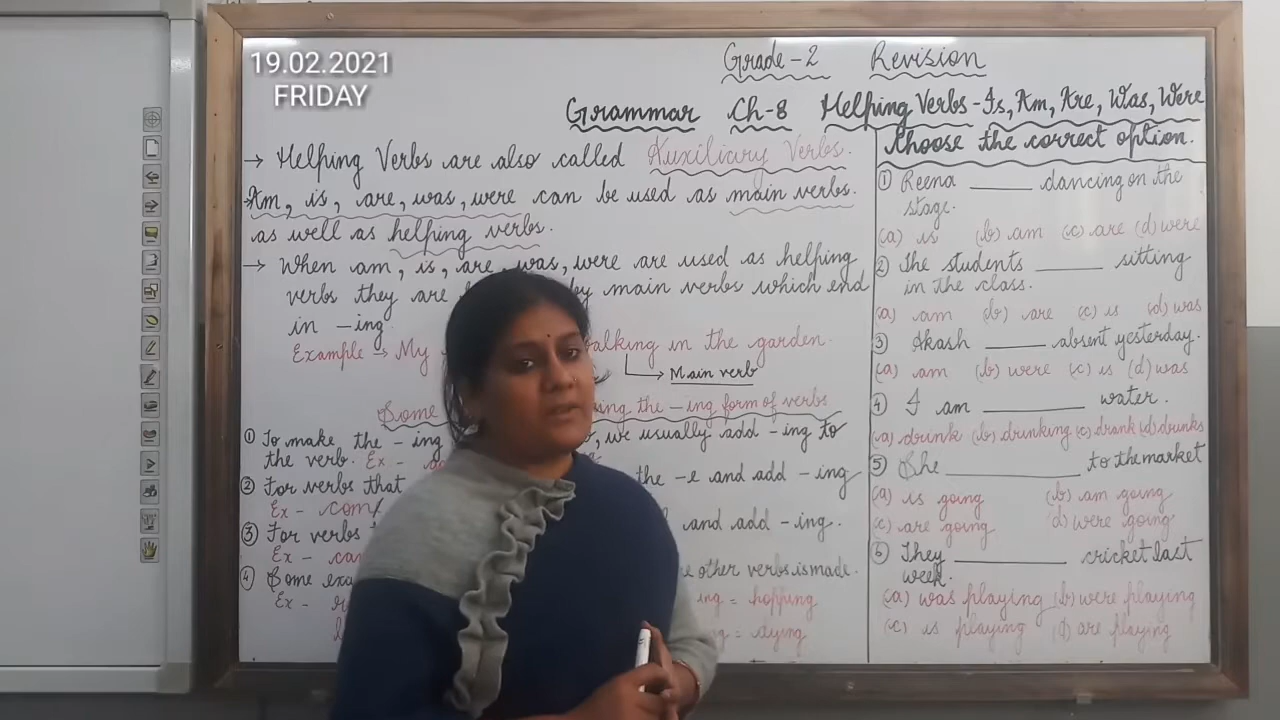 19.02.2021
FRIDAY
Grade-2 Revision
Grammar Ch-8 Helping Verbs - Is, Am, Are, Was, Were
→ Helping Verbs are also called Auxiliary Verbs.
Am, is, are, was, were can be used as main verbs.
as well as helping verbs.
→ When am, is, are, was, were are used as helping
verbs they are by main verbs which end
in -ing.
Example → My walking in the garden.
Main verb
Some using the -ing form of verbs
① To make the -ing , we usually add -ing to
the verb. Ex -
② For verbs that the -e and add -ing
Ex - com
③ For verbs and add -ing.
Ex -
④ Some other verbs is made.
Ex - ing = hopping
= dying
Choose the correct option.
① Reena ______ dancing on the
stage.
(a) is (b) am (c) are (d) were
② The students ______ sitting
in the class.
(a) am (b) are (c) is (d) was
③ Akash ______ absent yesterday.
(a) am (b) were (c) is (d) was
④ I am ______ water.
(a) drink (b) drinking (c) drank (d) drinks
⑤ She ______ to the market
(a) is going (b) am going
(c) are going d) were going
⑥ They ______ cricket last
week.
(a) was playing (b) were playing
(c) is playing (d) are playing